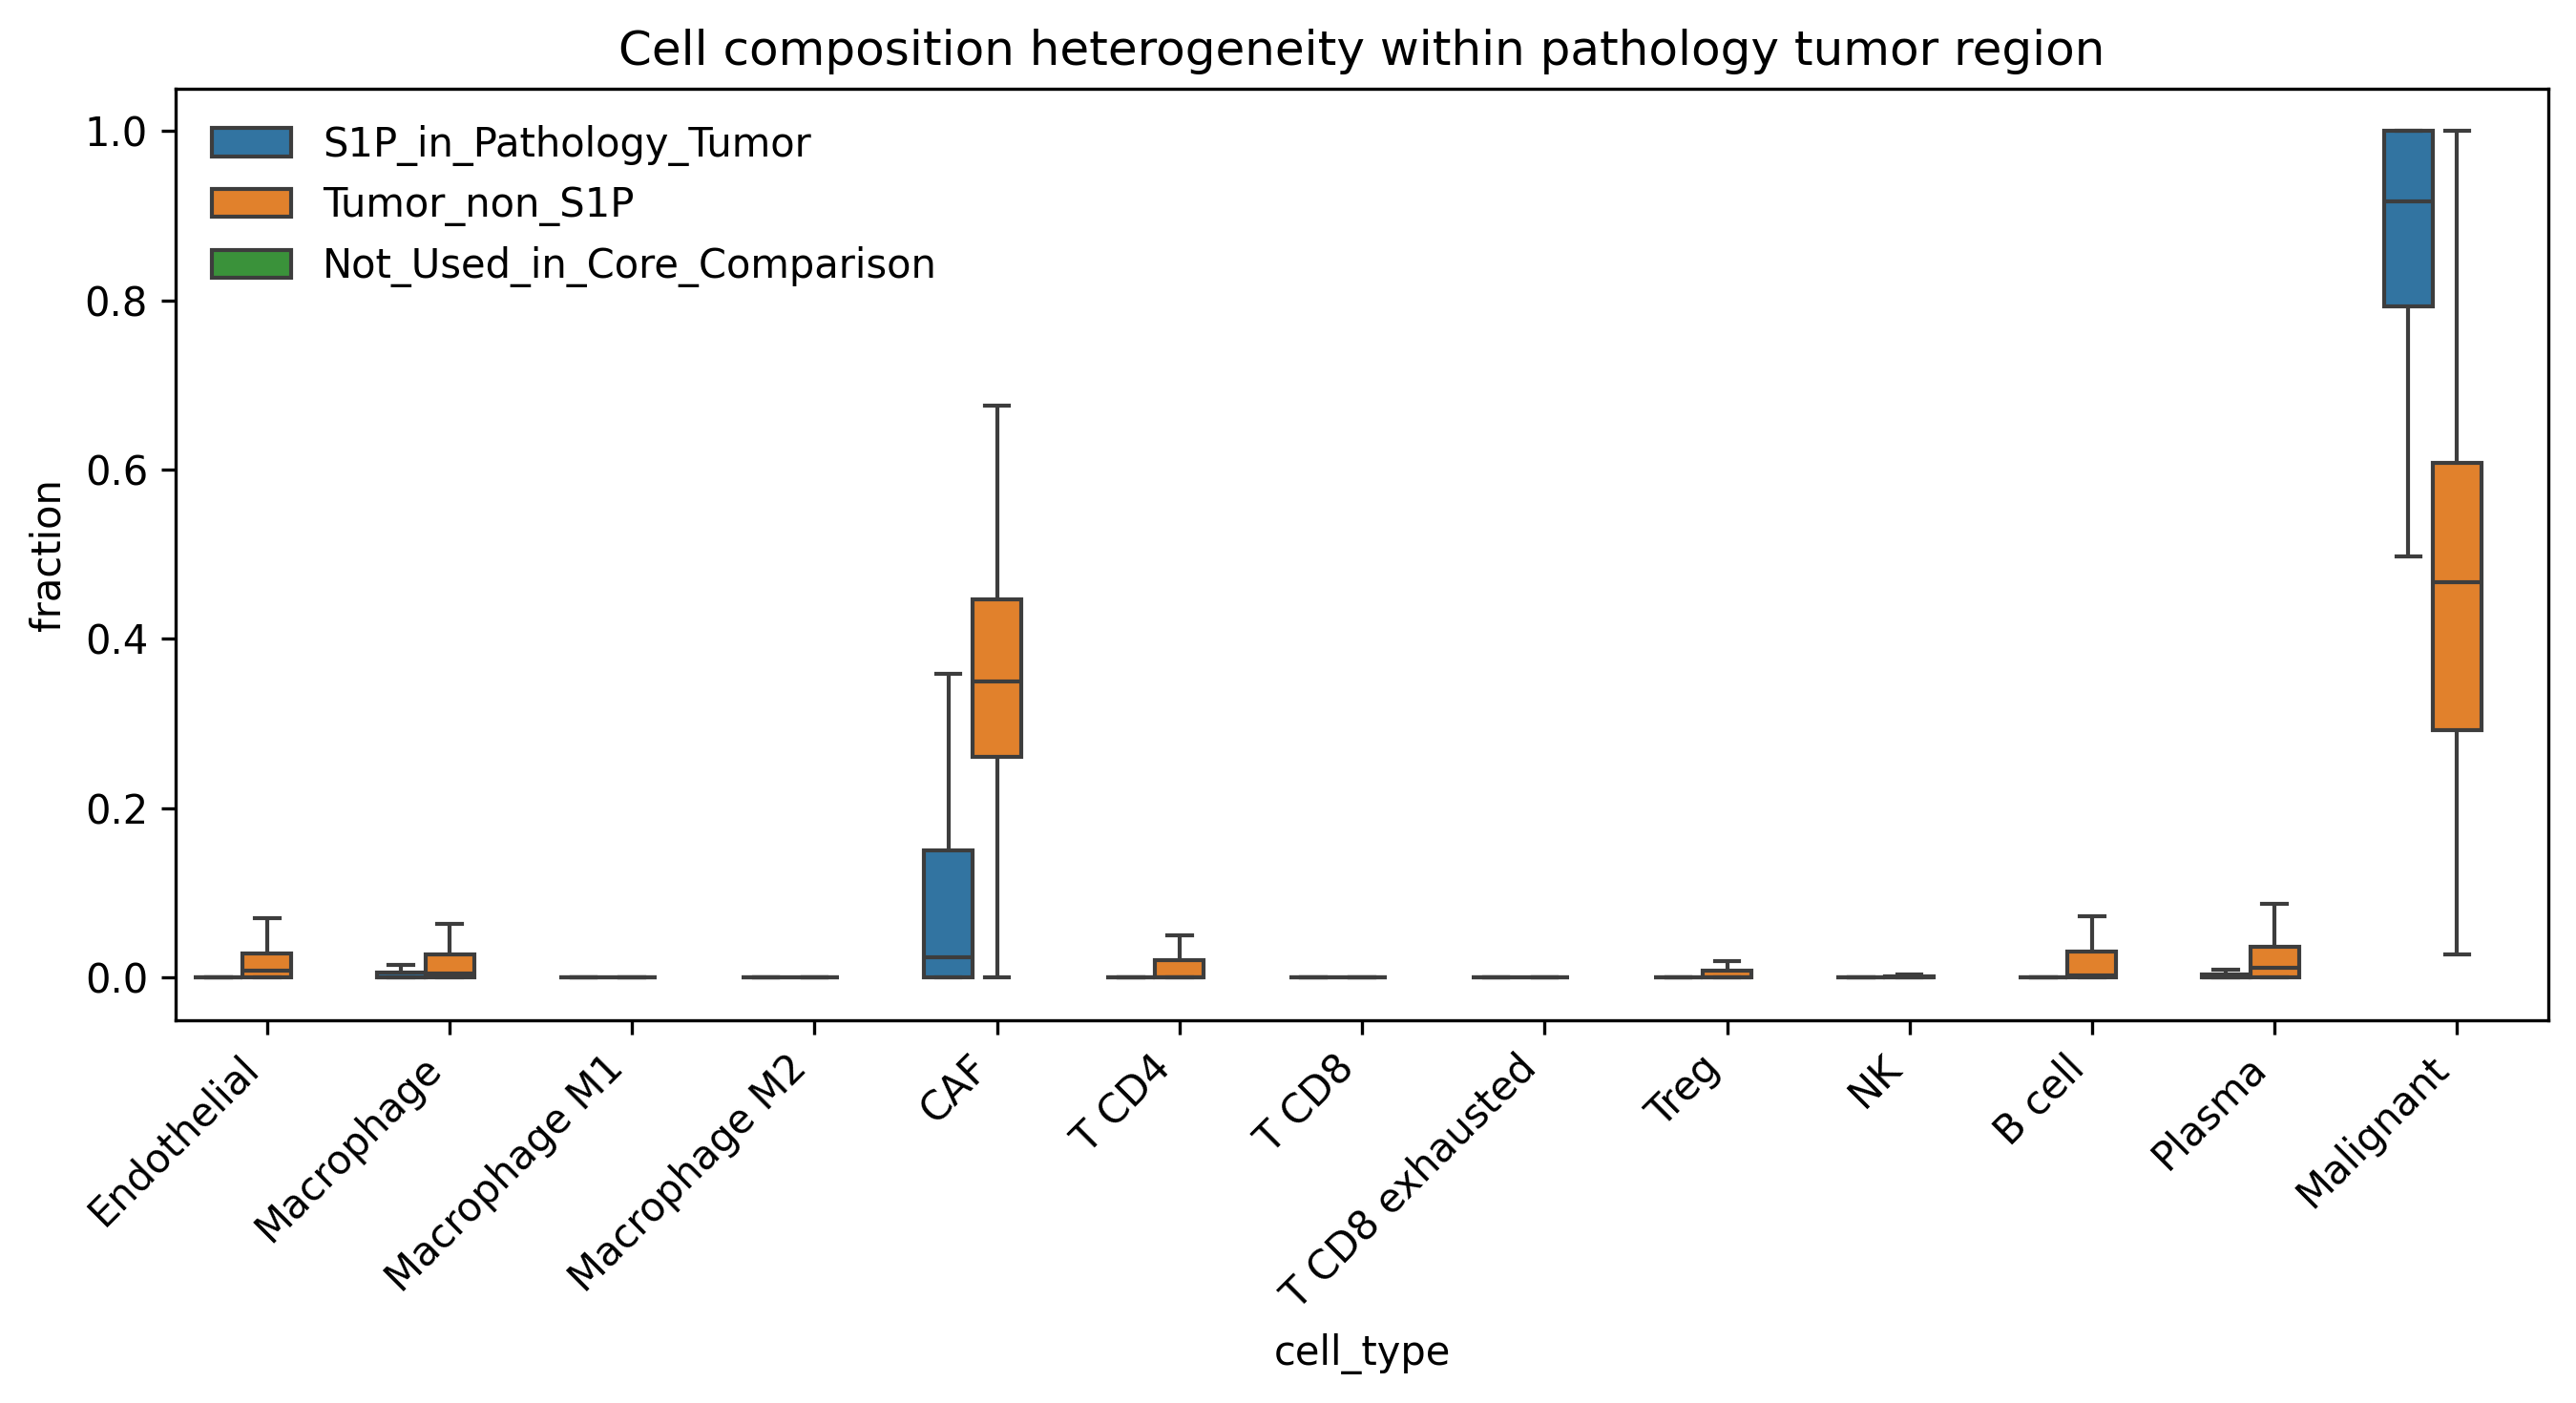 Cell composition heterogeneity within pathology tumor region
S1P_in_Pathology_Tumor
Tumor_non_S1P
Not_Used_in_Core_Comparison
1.0
0.8
0.6
0.4
0.2
0.0
fraction
Endothelial
Macrophage
Macrophage M1
Macrophage M2
CAF
T CD4
T CD8
T CD8 exhausted
Treg
NK
B cell
Plasma
Malignant
cell_type